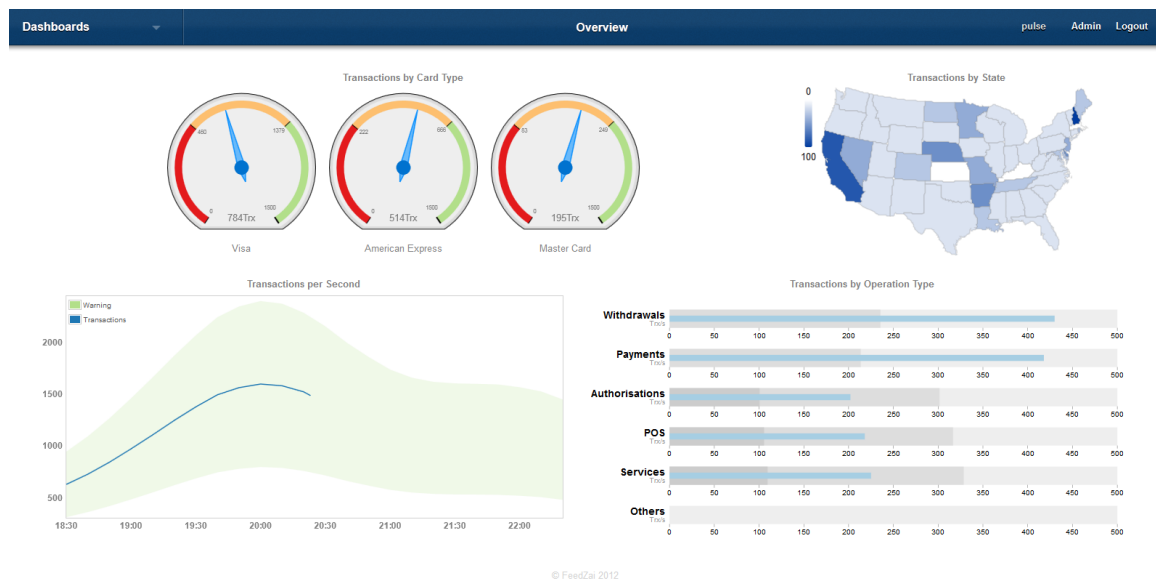 Dashboards
Overview
pulse Admin Logout
Transactions by Card Type
460 1379
0 1500
784Trx
Visa
222 666
0 1500
514Trx
American Express
83 249
0 1500
195Trx
Master Card
Transactions by State
0
100
Transactions per Second
Warning
Transactions
2000
1500
1000
500
18:30 19:00 19:30 20:00 20:30 21:00 21:30 22:00
Transactions by Operation Type
Withdrawals
Trx/s
0 50 100 150 200 250 300 350 400 450 500
Payments
Trx/s
0 50 100 150 200 250 300 350 400 450 500
Authorisations
Trx/s
0 50 100 150 200 250 300 350 400 450 500
POS
Trx/s
0 50 100 150 200 250 300 350 400 450 500
Services
Trx/s
0 50 100 150 200 250 300 350 400 450 500
Others
Trx/s
0 50 100 150 200 250 300 350 400 450 500
© FeedZai 2012